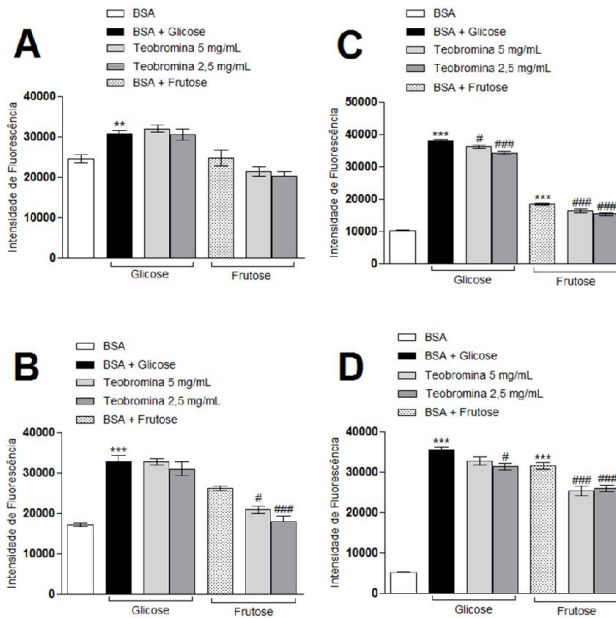 A
BSA
BSA + Glicose
Teobromina 5 mg/mL
Teobromina 2,5 mg/mL
BSA + Frutose
Intensidade de Fluorescência
40000
30000
20000
10000
0
**
Glicose
Frutose
C
BSA
BSA + Glicose
Teobromina 5 mg/mL
Teobromina 2,5 mg/mL
BSA + Frutose
Intensidade de Fluorescência
50000
40000
30000
20000
10000
0
***
#
###
***
###
###
Glicose
Frutose
B
BSA
BSA + Glicose
Teobromina 5 mg/mL
Teobromina 2,5 mg/mL
BSA + Frutose
Intensidade de Fluorescência
40000
30000
20000
10000
0
***
#
###
Glicose
Frutose
D
BSA
BSA + Glicose
Teobromina 5 mg/mL
Teobromina 2,5 mg/mL
BSA + Frutose
Intensidade de Fluorescência
40000
30000
20000
10000
0
***
#
***
###
###
Glicose
Frutose